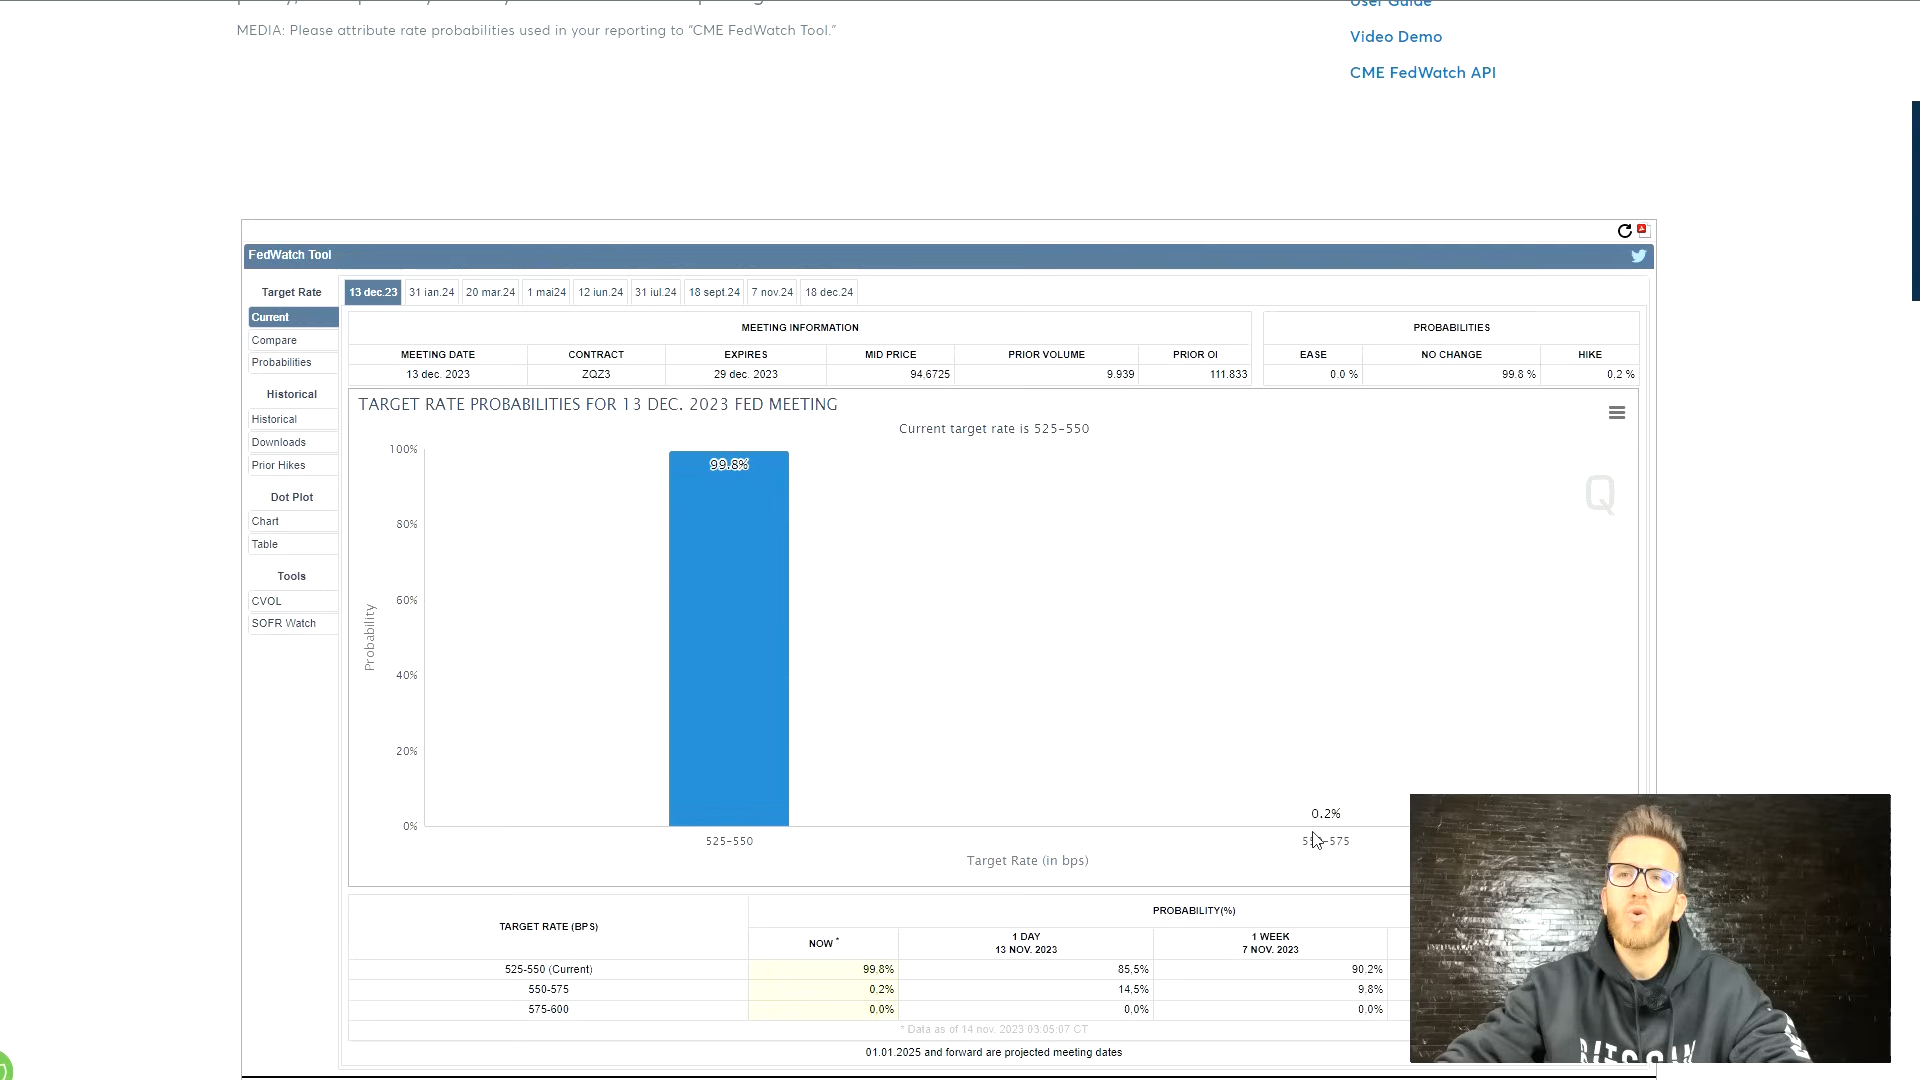 MEDIA: Please attribute rate probabilities used in your reporting to “CME FedWatch Tool.”
User Guide
Video Demo
CME FedWatch API
FedWatch Tool
Target Rate
Current
Compare
Probabilities
Historical
Historical
Downloads
Prior Hikes
Dot Plot
Chart
Table
Tools
CVOL
SOFR Watch
13 dec.23 31 ian.24 20 mar.24 1 mai24 12 iun.24 31 iul.24 18 sept.24 7 nov.24 18 dec.24
MEETING INFORMATION
MEETING DATE CONTRACT EXPIRES MID PRICE PRIOR VOLUME PRIOR OI
13 dec. 2023 ZQZ3 29 dec. 2023 94,6725 9.939 111.833
PROBABILITIES
EASE NO CHANGE HIKE
0,0 % 99,8 % 0,2 %
TARGET RATE PROBABILITIES FOR 13 DEC. 2023 FED MEETING
Current target rate is 525-550
Probability
100%
80%
60%
40%
20%
0%
99.8%
0.2%
525-550
-575
Target Rate (in bps)
Q
TARGET RATE (BPS) PROBABILITY(%)
NOW * 1 DAY 13 NOV. 2023 1 WEEK 7 NOV. 2023
525-550 (Current) 99,8% 85,5% 90,2%
550-575 0,2% 14,5% 9,8%
575-600 0,0% 0,0% 0,0%
* Data as of 14 nov. 2023 03:05:07 CT
01.01.2025 and forward are projected meeting dates